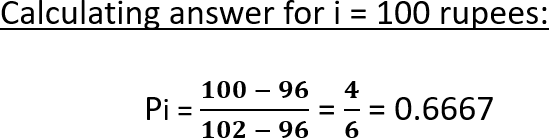 Calculating answer for i = 100 rupees:
Pi = (100 – 96)/(102 – 96) = 4/6 = 0.6667